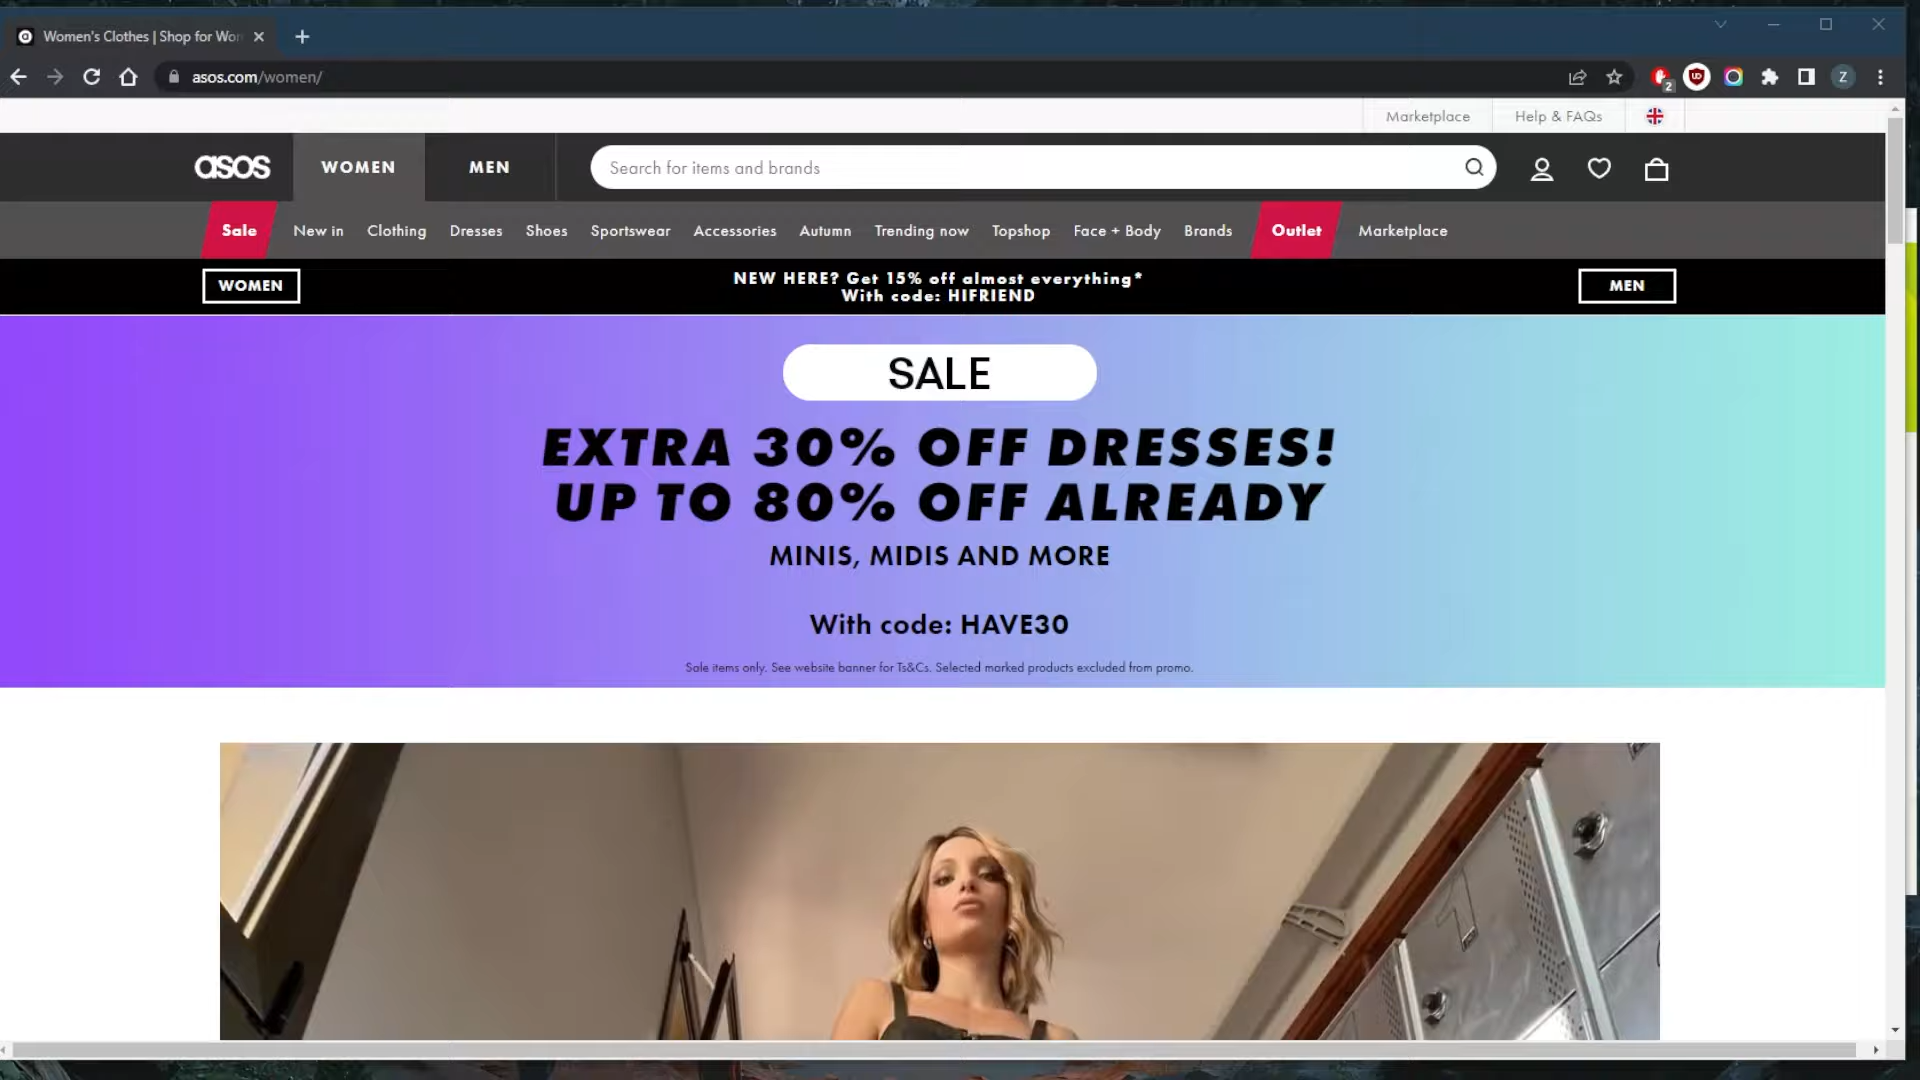 Women's Clothes | Shop for Wor
asos.com/women/
2
Z
Marketplace
Help & FAQs
asos
WOMEN
MEN
Search for items and brands
Sale
New in
Clothing
Dresses
Shoes
Sportswear
Accessories
Autumn
Trending now
Topshop
Face + Body
Brands
Outlet
Marketplace
WOMEN
NEW HERE? Get 15% off almost everything*
With code: HIFRIEND
MEN
SALE
EXTRA 30% OFF DRESSES!
UP TO 80% OFF ALREADY
MINIS, MIDIS AND MORE
With code: HAVE30
Sale items only. See website banner for Ts&Cs. Selected marked products excluded from promo.